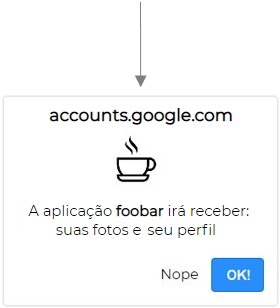 accounts.google.com
A aplicação foobar irá receber:
suas fotos e seu perfil
Nope OK!